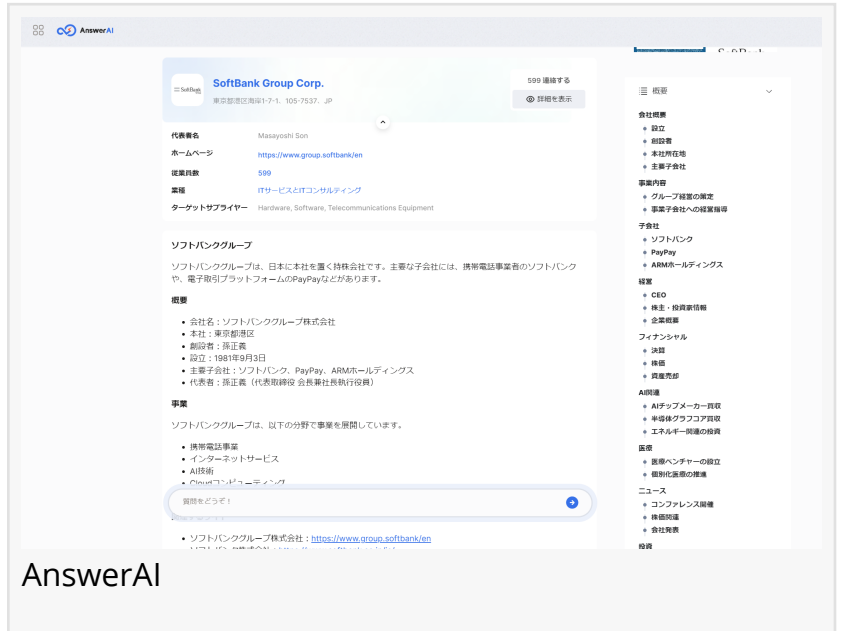 AnswerAI
SoftBank
SoftBank Group Corp.
東京都港区海岸1-7-1、105-7537、JP
599 連絡する
詳細を表示
代表者名 Masayoshi Son
ホームページ https://www.group.softbank/en
従業員数 599
業種 ITサービスとITコンサルティング
ターゲットサプライヤー Hardware, Software, Telecommunications Equipment
ソフトバンクグループ
ソフトバンクグループは、日本に本社を置く持株会社です。主要な子会社には、携帯電話事業者のソフトバンク
や、電子取引プラットフォームのPayPayなどがあります。
概要
• 会社名：ソフトバンクグループ株式会社
• 本社：東京都港区
• 創設者：孫正義
• 設立：1981年9月3日
• 主要子会社：ソフトバンク、PayPay、ARMホールディングス
• 代表者：孫正義（代表取締役 会長兼社長執行役員）
事業
ソフトバンクグループは、以下の分野で事業を展開しています。
• 携帯電話事業
• インターネットサービス
• AI技術
• Cloudコンピューティング
質問をどうぞ！
• ソフトバンクグループ株式会社：https://www.group.softbank/en
概要
会社概要
設立
創設者
本社所在地
主要子会社
事業内容
グループ経営の策定
事業子会社への経営指導
子会社
ソフトバンク
PayPay
ARMホールディングス
経営
CEO
株主・投資家情報
企業概要
フィナンシャル
決算
株価
資産売却
AI関連
AIチップメーカー買収
半導体グラフコア買収
エネルギー関連の投資
医療
医療ベンチャーの設立
個別化医療の推進
ニュース
コンファレンス開催
株価関連
会社発表
投資
AnswerAI